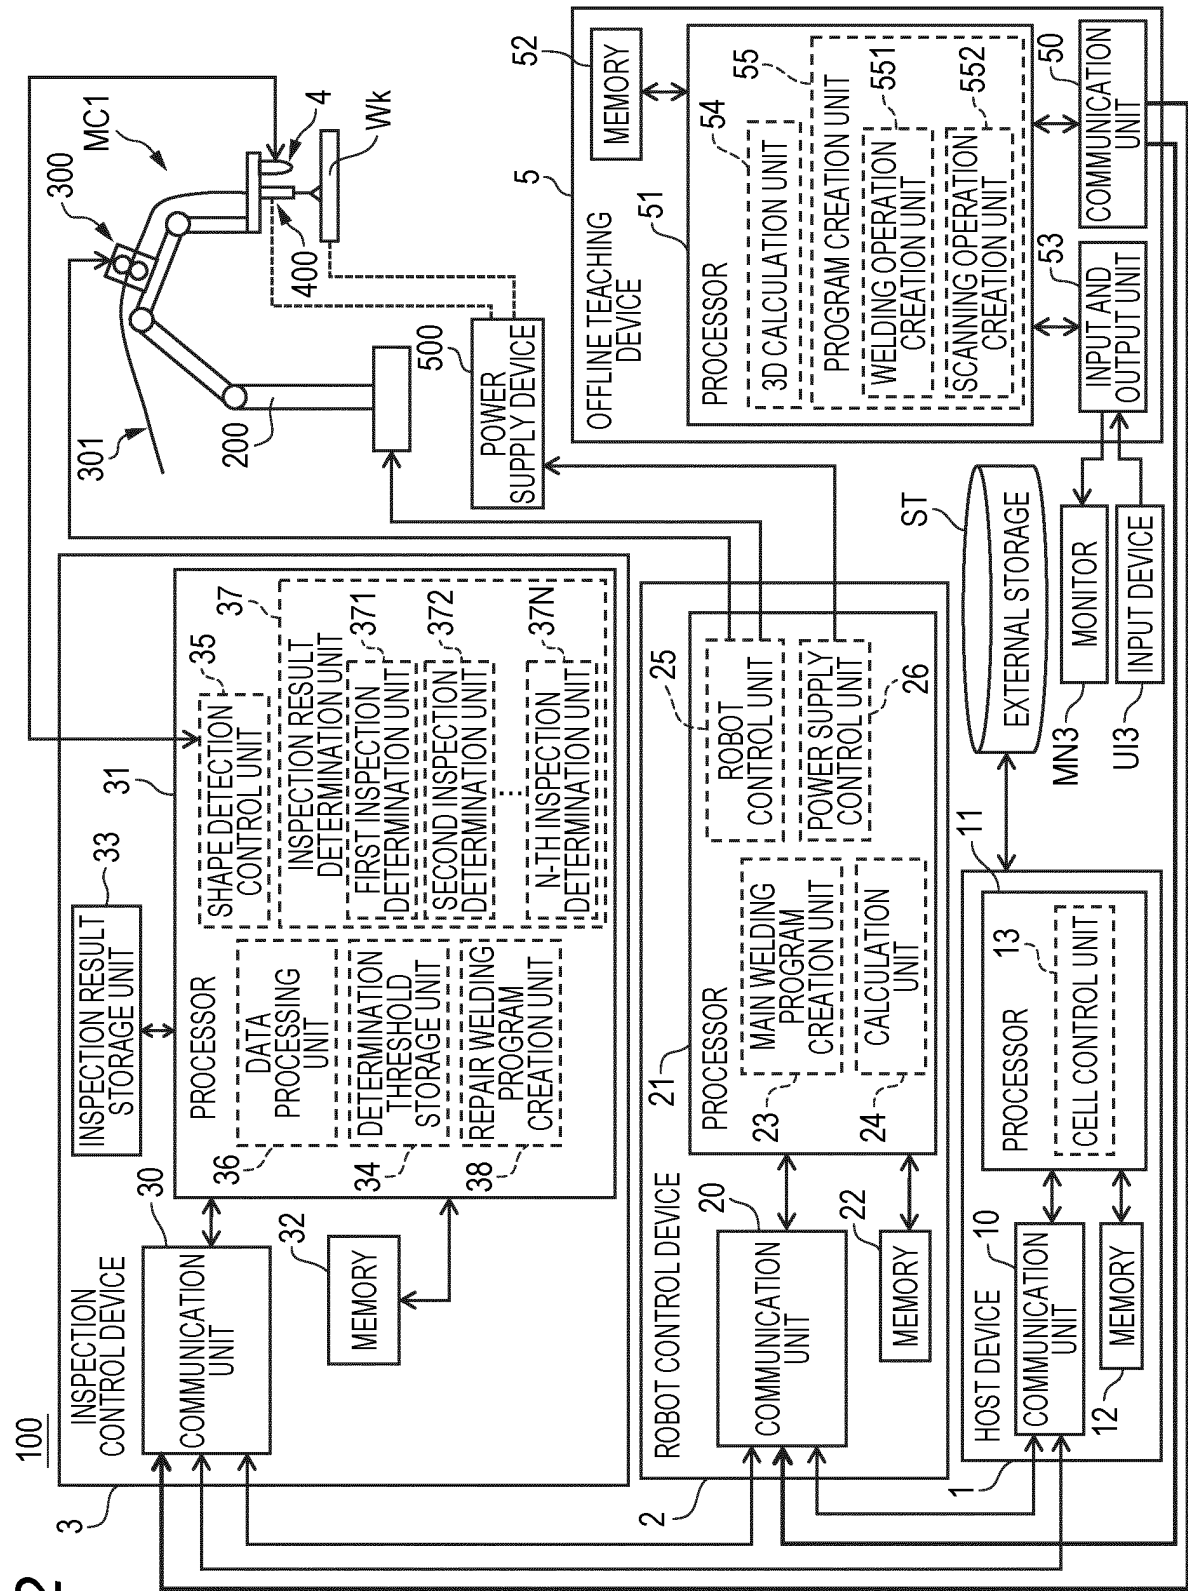 2
100
INSPECTION
CONTROL DEVICE
3
COMMUNICATION
UNIT
30
MEMORY
32
INSPECTION RESULT
STORAGE UNIT
33
31
PROCESSOR
DATA
PROCESSING
UNIT
36
DETERMINATION
THRESHOLD
STORAGE UNIT
34
REPAIR WELDING
PROGRAM
CREATION UNIT
38
SHAPE DETECTION
CONTROL UNIT
35
37
INSPECTION RESULT
DETERMINATION UNIT
FIRST INSPECTION
DETERMINATION UNIT
371
SECOND INSPECTION
DETERMINATION UNIT
372
N-TH INSPECTION
DETERMINATION UNIT
37N
MC1
300
301
200
400
4
Wk
500
POWER
SUPPLY DEVICE
ROBOT CONTROL DEVICE
2
COMMUNICATION
UNIT
20
MEMORY
22
21
PROCESSOR
MAIN WELDING
PROGRAM
CREATION UNIT
23
CALCULATION
UNIT
24
ROBOT
CONTROL UNIT
25
POWER SUPPLY
CONTROL UNIT
26
HOST DEVICE
1
COMMUNICATION
UNIT
10
MEMORY
12
11
PROCESSOR
CELL CONTROL UNIT
13
ST
EXTERNAL STORAGE
MONITOR
MN3
INPUT DEVICE
UI3
OFFLINE TEACHING
DEVICE
5
MEMORY
52
51
PROCESSOR
3D CALCULATION UNIT
54
55
PROGRAM CREATION UNIT
WELDING OPERATION
CREATION UNIT
551
SCANNING OPERATION
CREATION UNIT
552
INPUT AND
OUTPUT UNIT
53
COMMUNICATION
UNIT
50